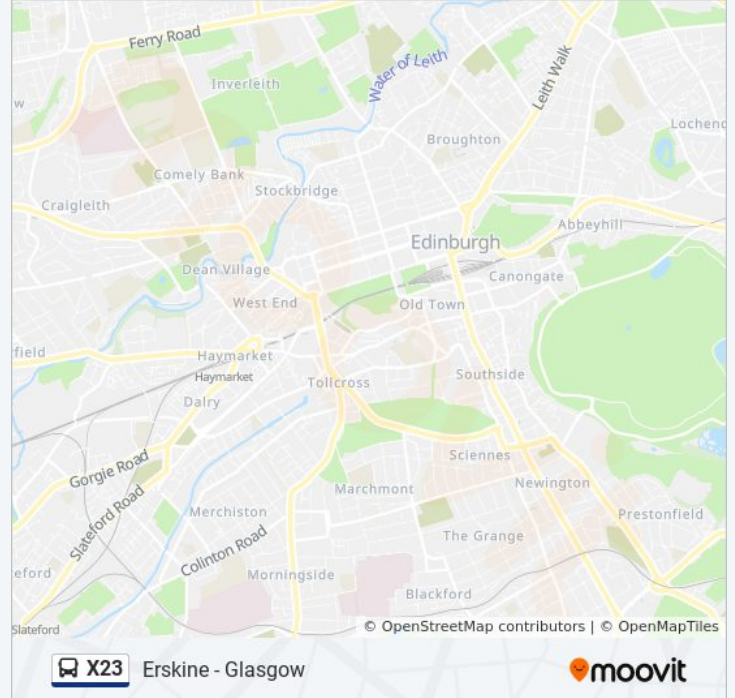 Ferry Road
Water of Leith
Leith Walk
Inverleith
w
Lochend
Broughton
Comely Bank
Stockbridge
Craigleith
Abbeyhill
Edinburgh
Dean Village
Canongate
West End
Old Town
field
Haymarket
Haymarket
Tollcross
Southside
Dalry
Gorgie Road
Sciennes
Marchmont
Newington
Slateford Road
Merchiston
Prestonfield
Colinton Road
The Grange
eford
Morningside
Blackford
Slateford
© OpenStreetMap contributors | © OpenMapTiles
X23 Erskine - Glasgow
moovit